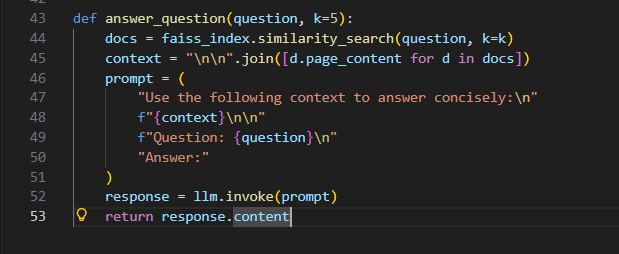 43 def answer_question(question, k=5):
44     docs = faiss_index.similarity_search(question, k=k)
45     context = "\n\n".join([d.page_content for d in docs])
46     prompt = (
47         "Use the following context to answer concisely:\n"
48         f"{context}\n\n"
49         f"Question: {question}\n"
50         "Answer:"
51     )
52     response = llm.invoke(prompt)
53     return response.content